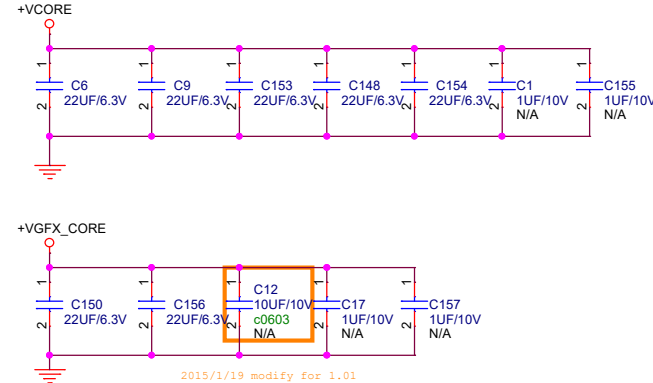 +VCORE
1 1 1 1 1 1 1
C6 C9 C153 C148 C154 C1 C155
22UF/6.3V 22UF/6.3V 22UF/6.3V 22UF/6.3V 22UF/6.3V 1UF/10V 1UF/10V
2 2 2 2 2 2 2
N/A N/A
+VGFX_CORE
1 1 1 1 1
C150 C156 C12 C17 C157
22UF/6.3V 22UF/6.3V 10UF/10V 1UF/10V 1UF/10V
2 2 2 2 2
c0603
N/A N/A N/A
2015/1/19 modify for 1.01